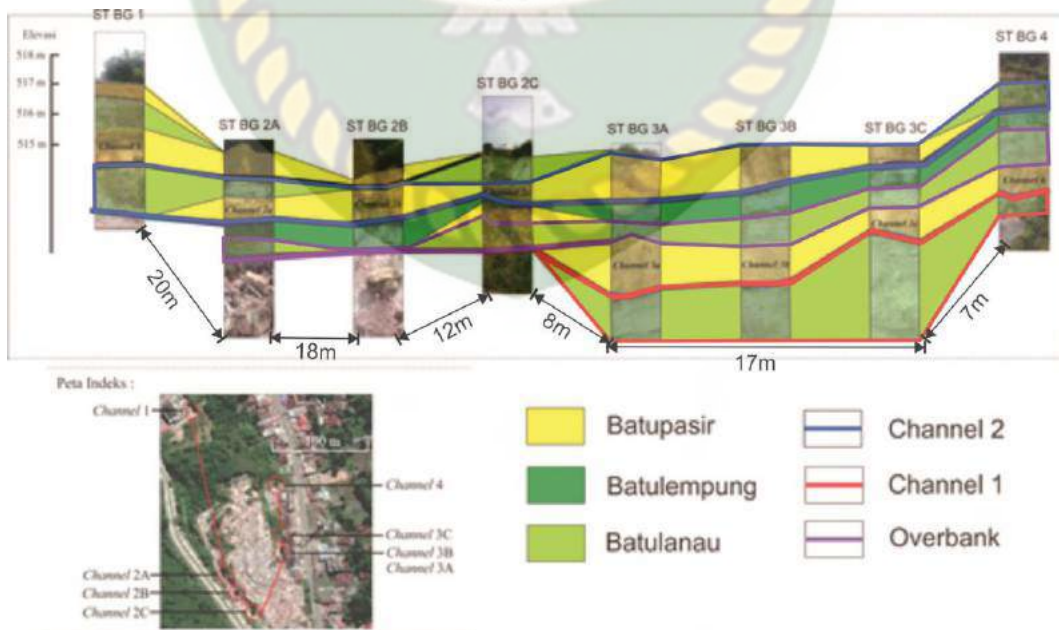 ST BG 1
Elevasi
518 m
517 m
516 m
515 m
ST BG 2A
ST BG 2B
ST BG 2C
ST BG 3A
ST BG 3B
ST BG 3C
ST BG 4
Channel 3a
20m
18m
12m
8m
17m
7m
Peta Indeks :
Channel 1
Channel 4
Channel 3C
Channel 3B
Channel 3A
Channel 2A
Channel 2B
Channel 2C
Batupasir
Batulempung
Batulanau
Channel 2
Channel 1
Overbank